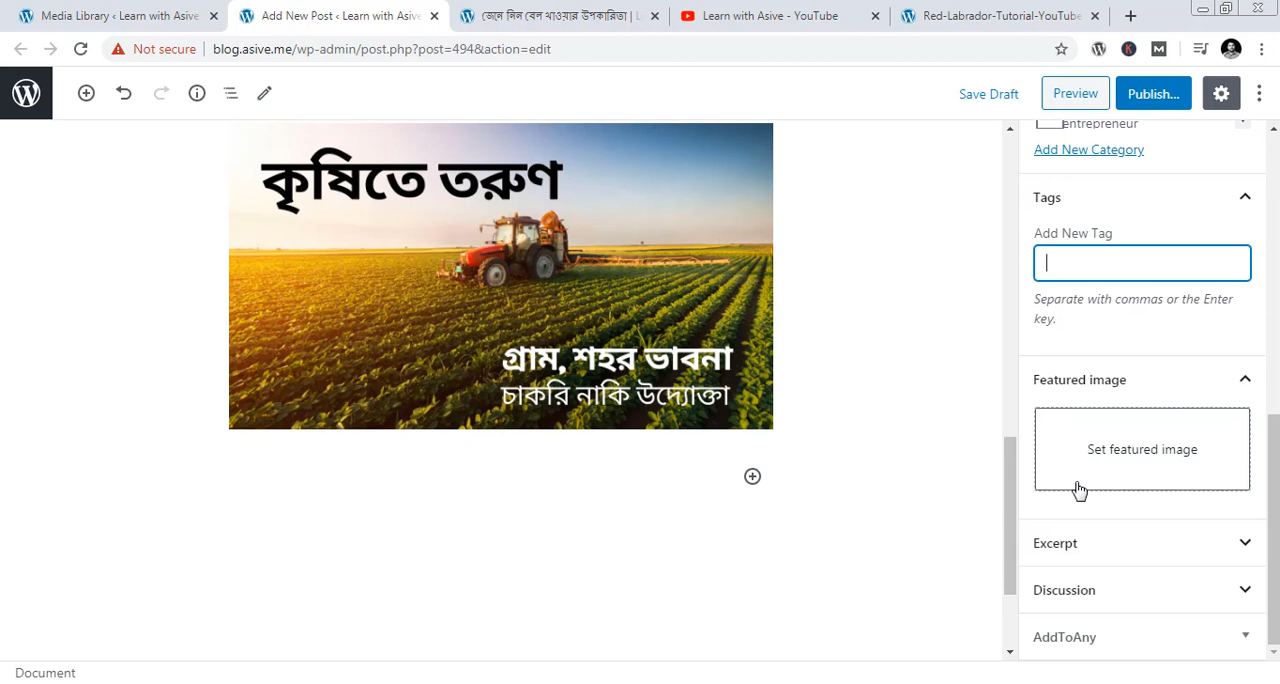 Media Library ‹ Learn with Asive
Add New Post ‹ Learn with Asive
জেনে নিন বেল খাওয়ার উপকারিতা | L
Learn with Asive - YouTube
Red-Labrador-Tutorial-YouTube
Not secure
blog.asive.me/wp-admin/post.php?post=494&action=edit
Save Draft
Preview
Publish...
entrepreneur
Add New Category
কৃষিতে তরুণ
গ্রাম, শহর ভাবনা
চাকরি নাকি উদ্যোক্তা
Tags
Add New Tag
Separate with commas or the Enter
key.
Featured image
Set featured image
Excerpt
Discussion
AddToAny
Document